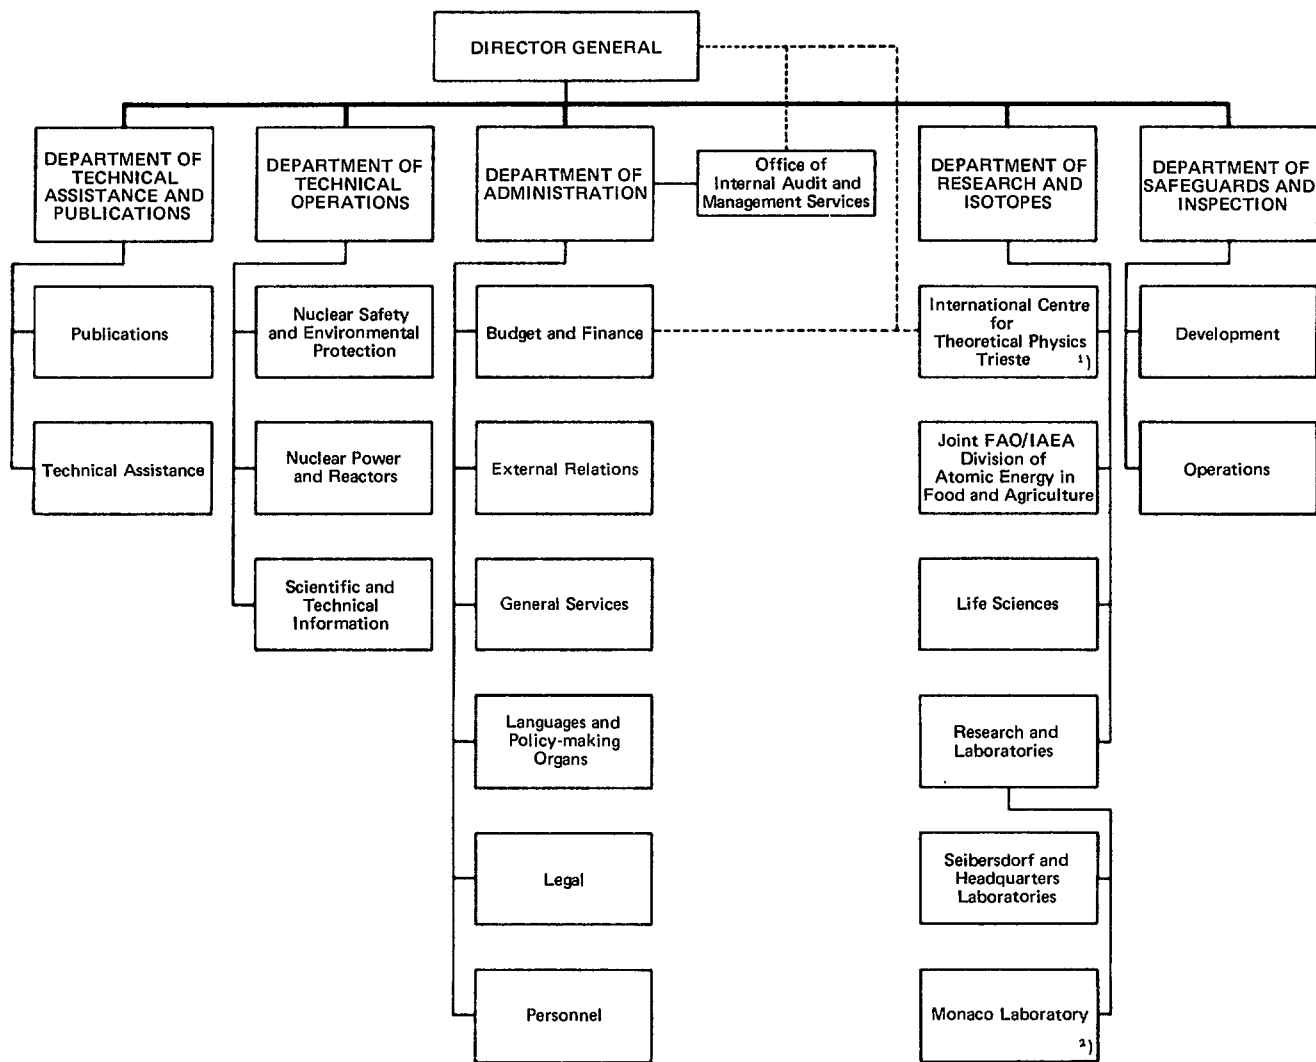 DIRECTOR GENERAL
DEPARTMENT OF
TECHNICAL
ASSISTANCE AND
PUBLICATIONS
DEPARTMENT OF
TECHNICAL
OPERATIONS
DEPARTMENT OF
ADMINISTRATION
Office of
Internal Audit and
Management Services
DEPARTMENT OF
RESEARCH AND
ISOTOPES
DEPARTMENT OF
SAFEGUARDS AND
INSPECTION
Publications
Technical Assistance
Nuclear Safety
and Environmental
Protection
Nuclear Power
and Reactors
Scientific and
Technical
Information
Budget and Finance
External Relations
General Services
Languages and
Policy-making
Organs
Legal
Personnel
International Centre
for
Theoretical Physics
Trieste
1)
Joint FAO/IAEA
Division of
Atomic Energy in
Food and Agriculture
Life Sciences
Research and
Laboratories
Seibersdorf and
Headquarters
Laboratories
Monaco Laboratory
2)
Development
Operations